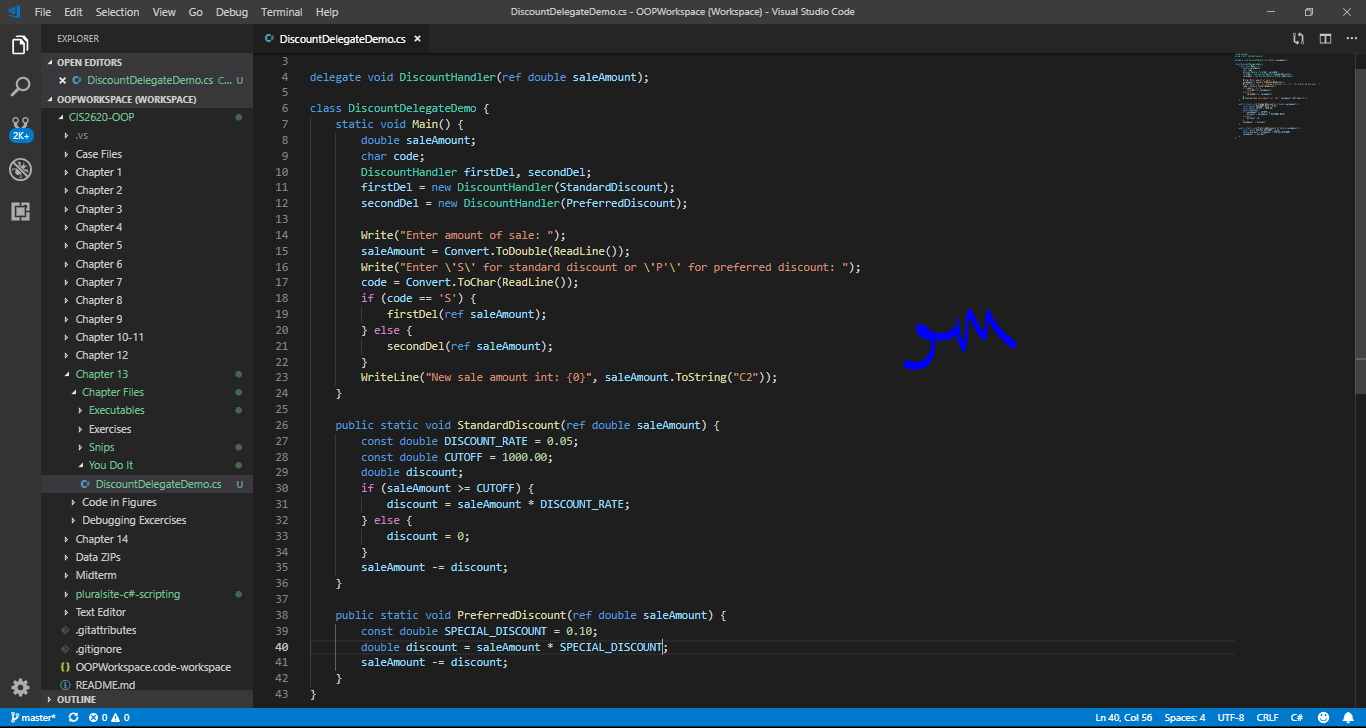 File Edit Selection View Go Debug Terminal Help
DiscountDelegateDemo.cs - OOPWorkspace (Workspace) - Visual Studio Code
EXPLORER
OPEN EDITORS
DiscountDelegateDemo.cs C... U
OOPWORKSPACE (WORKSPACE)
CIS2620-OOP
.vs
Case Files
Chapter 1
Chapter 2
Chapter 3
Chapter 4
Chapter 5
Chapter 6
Chapter 7
Chapter 8
Chapter 9
Chapter 10-11
Chapter 12
Chapter 13
Chapter Files
Executables
Exercises
Snips
You Do It
DiscountDelegateDemo.cs U
Code in Figures
Debugging Excercises
Chapter 14
Data ZIPs
Midterm
pluralsite-c#-scripting
Text Editor
.gitattributes
.gitignore
{} OOPWorkspace.code-workspace
README.md
OUTLINE
2K+
DiscountDelegateDemo.cs
3
4 delegate void DiscountHandler(ref double saleAmount);
5
6 class DiscountDelegateDemo {
7 static void Main() {
8 double saleAmount;
9 char code;
10 DiscountHandler firstDel, secondDel;
11 firstDel = new DiscountHandler(StandardDiscount);
12 secondDel = new DiscountHandler(PreferredDiscount);
13
14 Write("Enter amount of sale: ");
15 saleAmount = Convert.ToDouble(ReadLine());
16 Write("Enter \'S\' for standard discount or \'P'\' for preferred discount: ");
17 code = Convert.ToChar(ReadLine());
18 if (code == 'S') {
19 firstDel(ref saleAmount);
20 } else {
21 secondDel(ref saleAmount);
22 }
23 WriteLine("New sale amount int: {0}", saleAmount.ToString("C2"));
24 }
25
26 public static void StandardDiscount(ref double saleAmount) {
27 const double DISCOUNT_RATE = 0.05;
28 const double CUTOFF = 1000.00;
29 double discount;
30 if (saleAmount >= CUTOFF) {
31 discount = saleAmount * DISCOUNT_RATE;
32 } else {
33 discount = 0;
34 }
35 saleAmount -= discount;
36 }
37
38 public static void PreferredDiscount(ref double saleAmount) {
39 const double SPECIAL_DISCOUNT = 0.10;
40 double discount = saleAmount * SPECIAL_DISCOUNT;
41 saleAmount -= discount;
42 }
43 }
master* 0 0
Ln 40, Col 56 Spaces: 4 UTF-8 CRLF C#